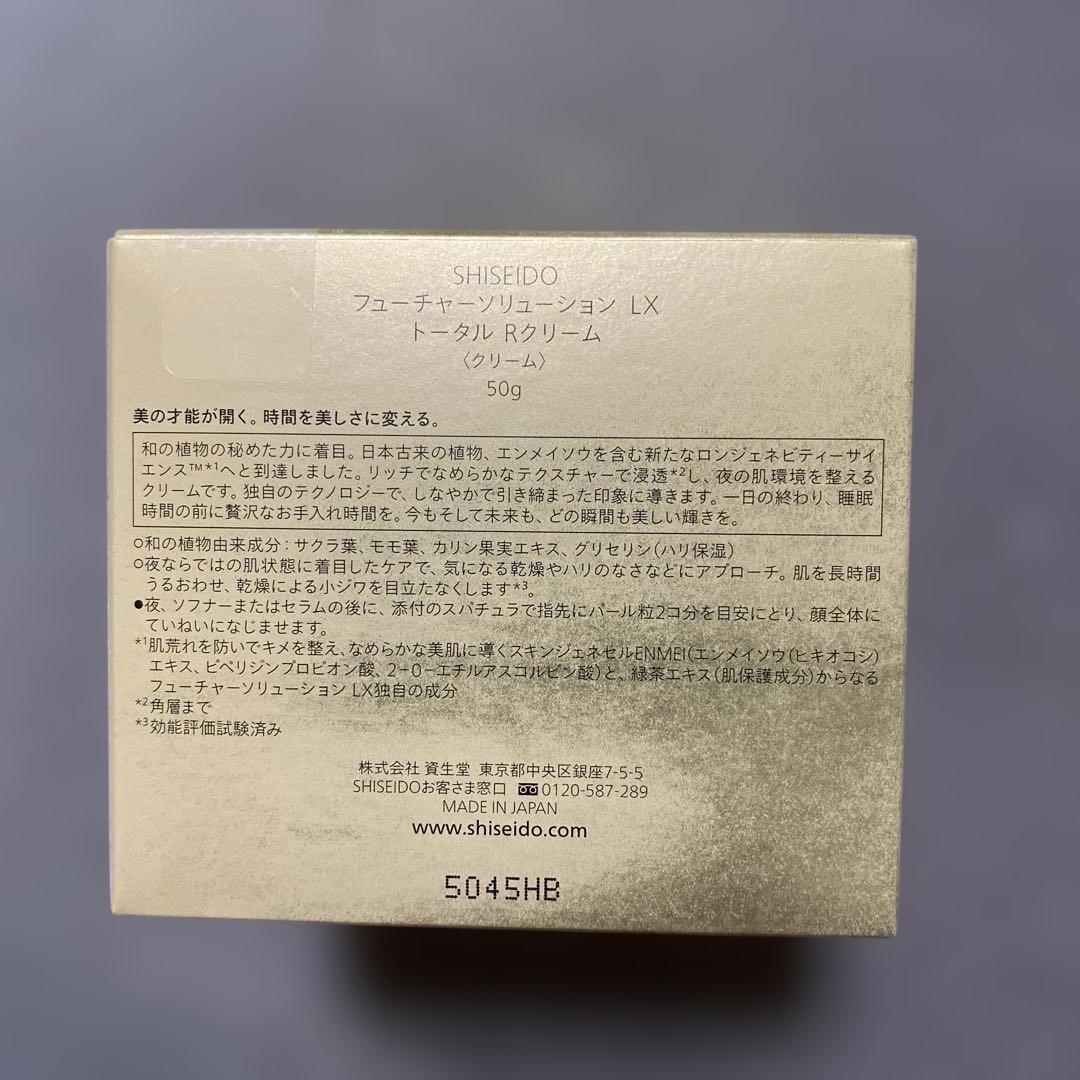 SHISEIDO
フューチャーソリューション LX
トータル Rクリーム
〈クリーム〉
50g
美の才能が開く。時間を美しさに変える。
和の植物の秘めた力に着目。日本古来の植物、エンメイソウを含む新たなロンジェネビティーサイ
エンス™*1へと到達しました。リッチでなめらかなテクスチャーで浸透*2し、夜の肌環境を整える
クリームです。独自のテクノロジーで、しなやかで引き締まった印象に導きます。一日の終わり、睡眠
時間の前に贅沢なお手入れ時間を。今もそして未来も、どの瞬間も美しい輝きを。
○和の植物由来成分：サクラ葉、モモ葉、カリン果実エキス、グリセリン（ハリ保湿）
○夜ならではの肌状態に着目したケアで、気になる乾燥やハリのなさなどにアプローチ。肌を長時間
うるおわせ、乾燥による小ジワを目立たなくします*3。
●夜、ソフナーまたはセラムの後に、添付のスパチュラで指先にパール粒2コ分を目安にとり、顔全体に
ていねいになじませます。
*1肌荒れを防いでキメを整え、なめらかな美肌に導くスキンジェネセルENMEI（エンメイソウ（ヒキオコシ）
エキス、ピペリジンプロピオン酸、2-O-エチルアスコルビン酸）と、緑茶エキス（肌保護成分）からなる
フューチャーソリューション LX独自の成分
*2角層まで
*3効能評価試験済み
株式会社 資生堂 東京都中央区銀座7-5-5
SHISEIDOお客さま窓口 0120-587-289
MADE IN JAPAN
www.shiseido.com
5045HB